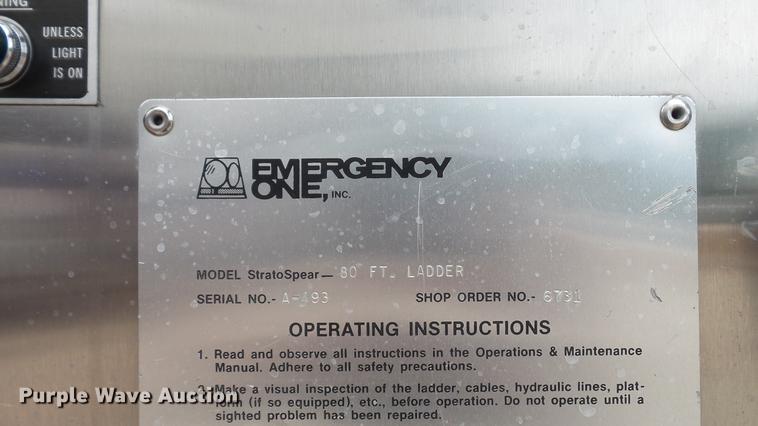 NING
UNLESS
LIGHT
IS ON
EMERGENCY
ONE, INC.
MODEL StratoSpear — 80 FT. LADDER
SERIAL NO.- A-493
SHOP ORDER NO.- 6731
OPERATING INSTRUCTIONS
1. Read and observe all instructions in the Operations & Maintenance
Manual. Adhere to all safety precautions.
2. Make a visual inspection of the ladder, cables, hydraulic lines, plat-
form (if so equipped), etc., before operation. Do not operate until a
sighted problem has been repaired.
Purple Wave Auction